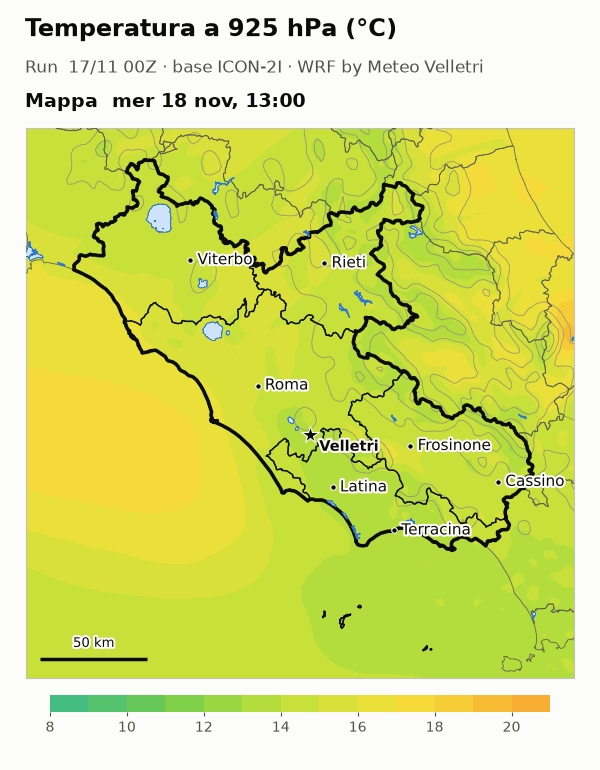 Temperatura a 925 hPa (°C)
Run  17/11 00Z · base ICON-2I · WRF by Meteo Velletri
Mappa  mer 18 nov, 13:00
Viterbo
Rieti
Roma
Velletri
Frosinone
Latina
Cassino
Terracina
50 km
8 10 12 14 16 18 20